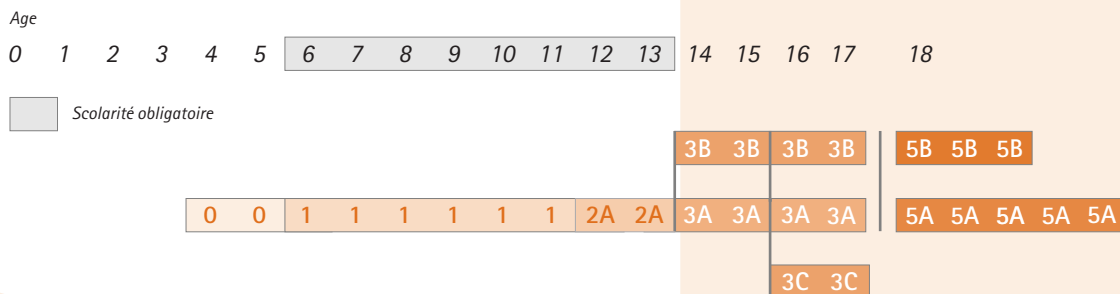 Age
0 1 2 3 4 5 6 7 8 9 10 11 12 13 14 15 16 17 18
Scolarité obligatoire
3B 3B 3B 3B 5B 5B 5B
0 0 1 1 1 1 1 1 2A 2A 3A 3A 3A 3A 5A 5A 5A 5A 5A
3C 3C